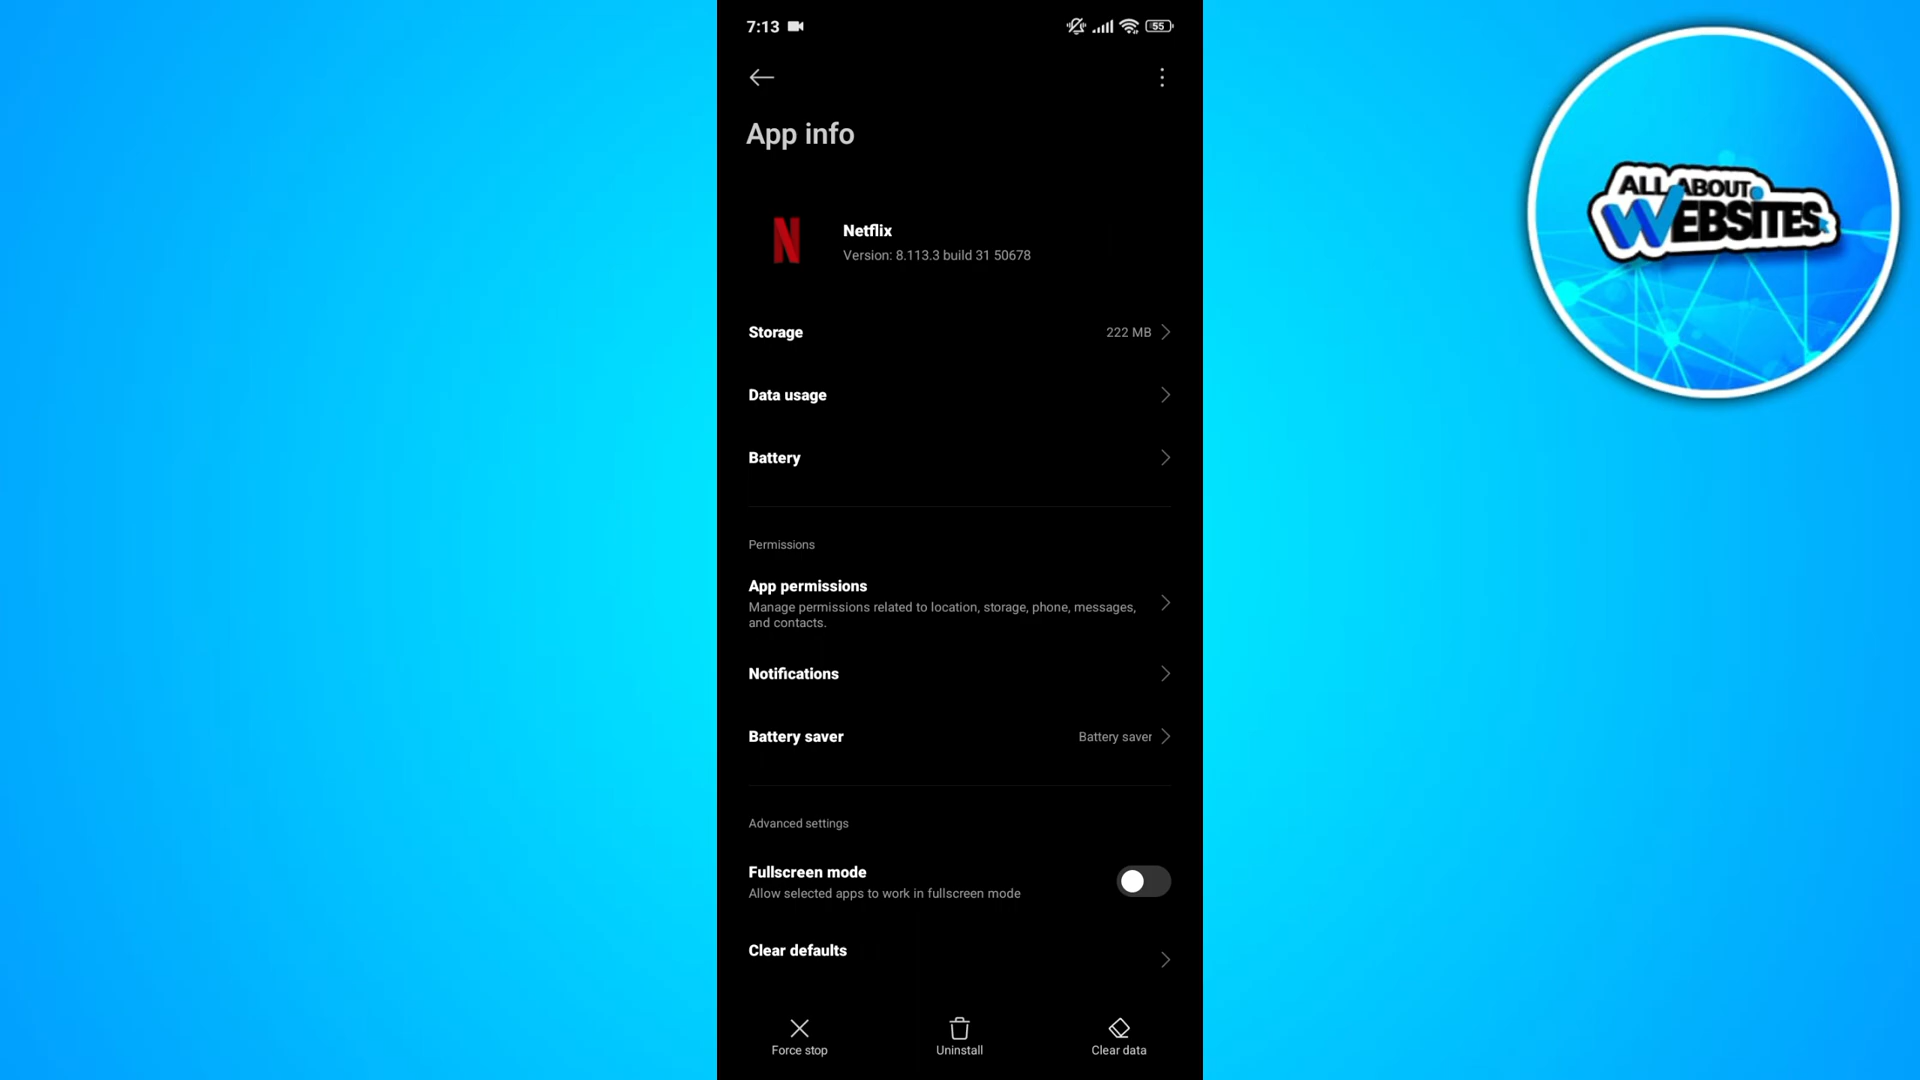 7:13
55
App info
Netflix
Version: 8.113.3 build 31 50678
Storage
222 MB
Data usage
Battery
Permissions
App permissions
Manage permissions related to location, storage, phone, messages,
and contacts.
Notifications
Battery saver
Battery saver
Advanced settings
Fullscreen mode
Allow selected apps to work in fullscreen mode
Clear defaults
Force stop
Uninstall
Clear data
ALL ABOUT
WEBSITES